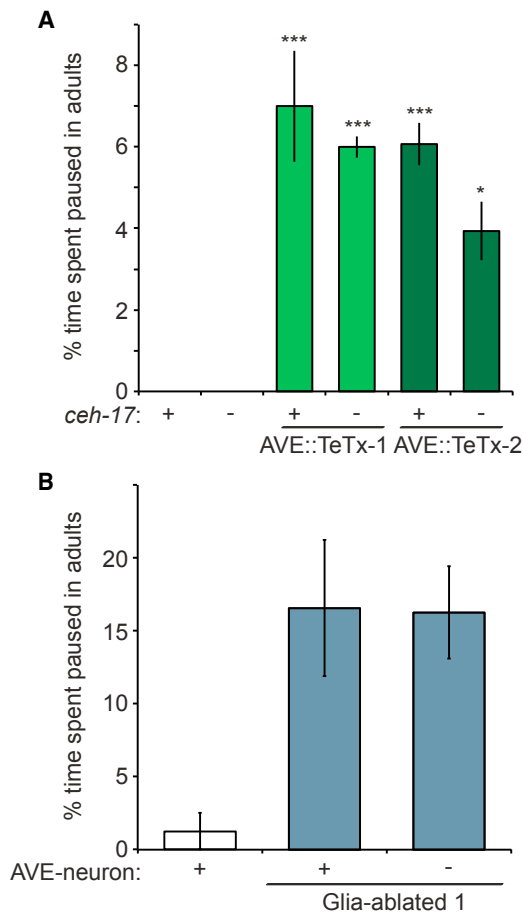 A
% time spent paused in adults
8
6
4
2
0
***
***
***
*
ceh-17: + - + - + -
AVE::TeTx-1 AVE::TeTx-2
B
% time spent paused in adults
20
15
10
5
0
AVE-neuron: + + -
Glia-ablated 1